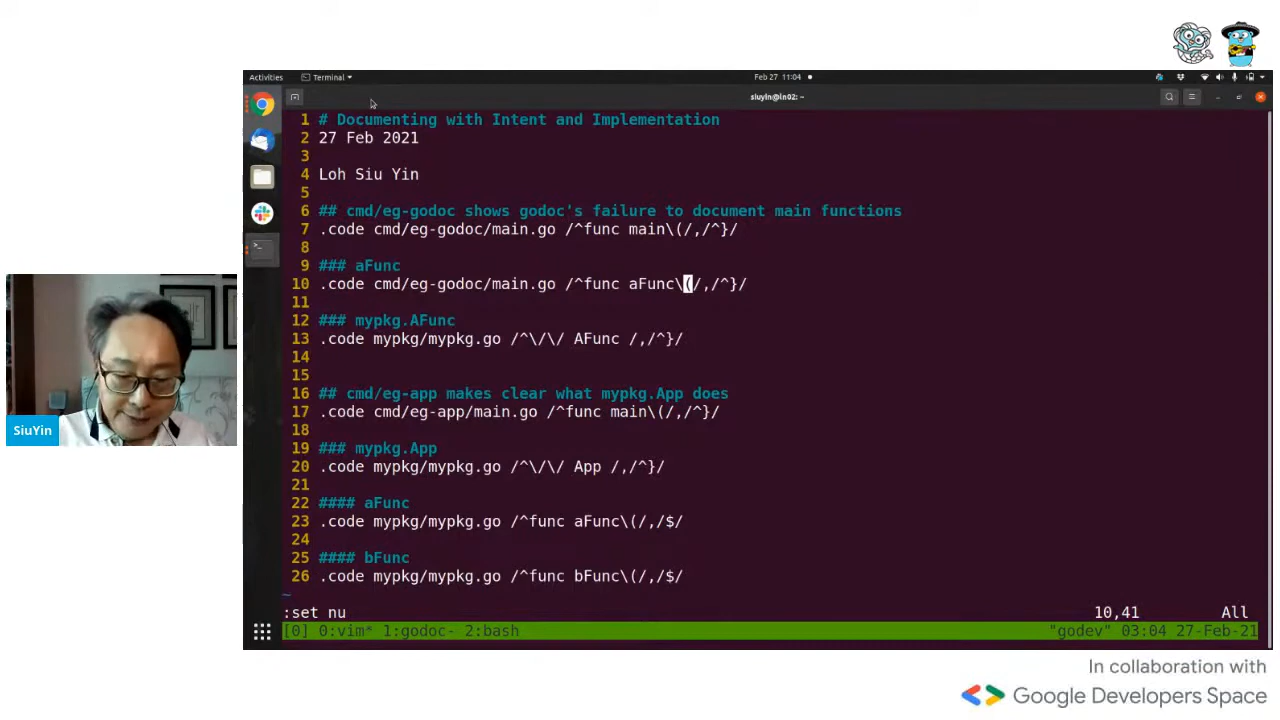 Activities Terminal Feb 27 11:04
siuyin@ln02: ~
1 # Documenting with Intent and Implementation
2 27 Feb 2021
3
4 Loh Siu Yin
5
6 ## cmd/eg-godoc shows godoc's failure to document main functions
7 .code cmd/eg-godoc/main.go /^func main\(/,/^}/
8
9 ### aFunc
10 .code cmd/eg-godoc/main.go /^func aFunc\(/,/^}/
11
12 ### mypkg.AFunc
13 .code mypkg/mypkg.go /^\/\/ AFunc /,/^}/
14
15
16 ## cmd/eg-app makes clear what mypkg.App does
17 .code cmd/eg-app/main.go /^func main\(/,/^}/
18
19 ### mypkg.App
20 .code mypkg/mypkg.go /^\/\/ App /,/^}/
21
22 #### aFunc
23 .code mypkg/mypkg.go /^func aFunc\(/,/$/
24
25 #### bFunc
26 .code mypkg/mypkg.go /^func bFunc\(/,/$/
~
:set nu 10,41 All
[0] 0:vim* 1:godoc- 2:bash "godev" 03:04 27-Feb-21
SiuYin
In collaboration with
Google Developers Space